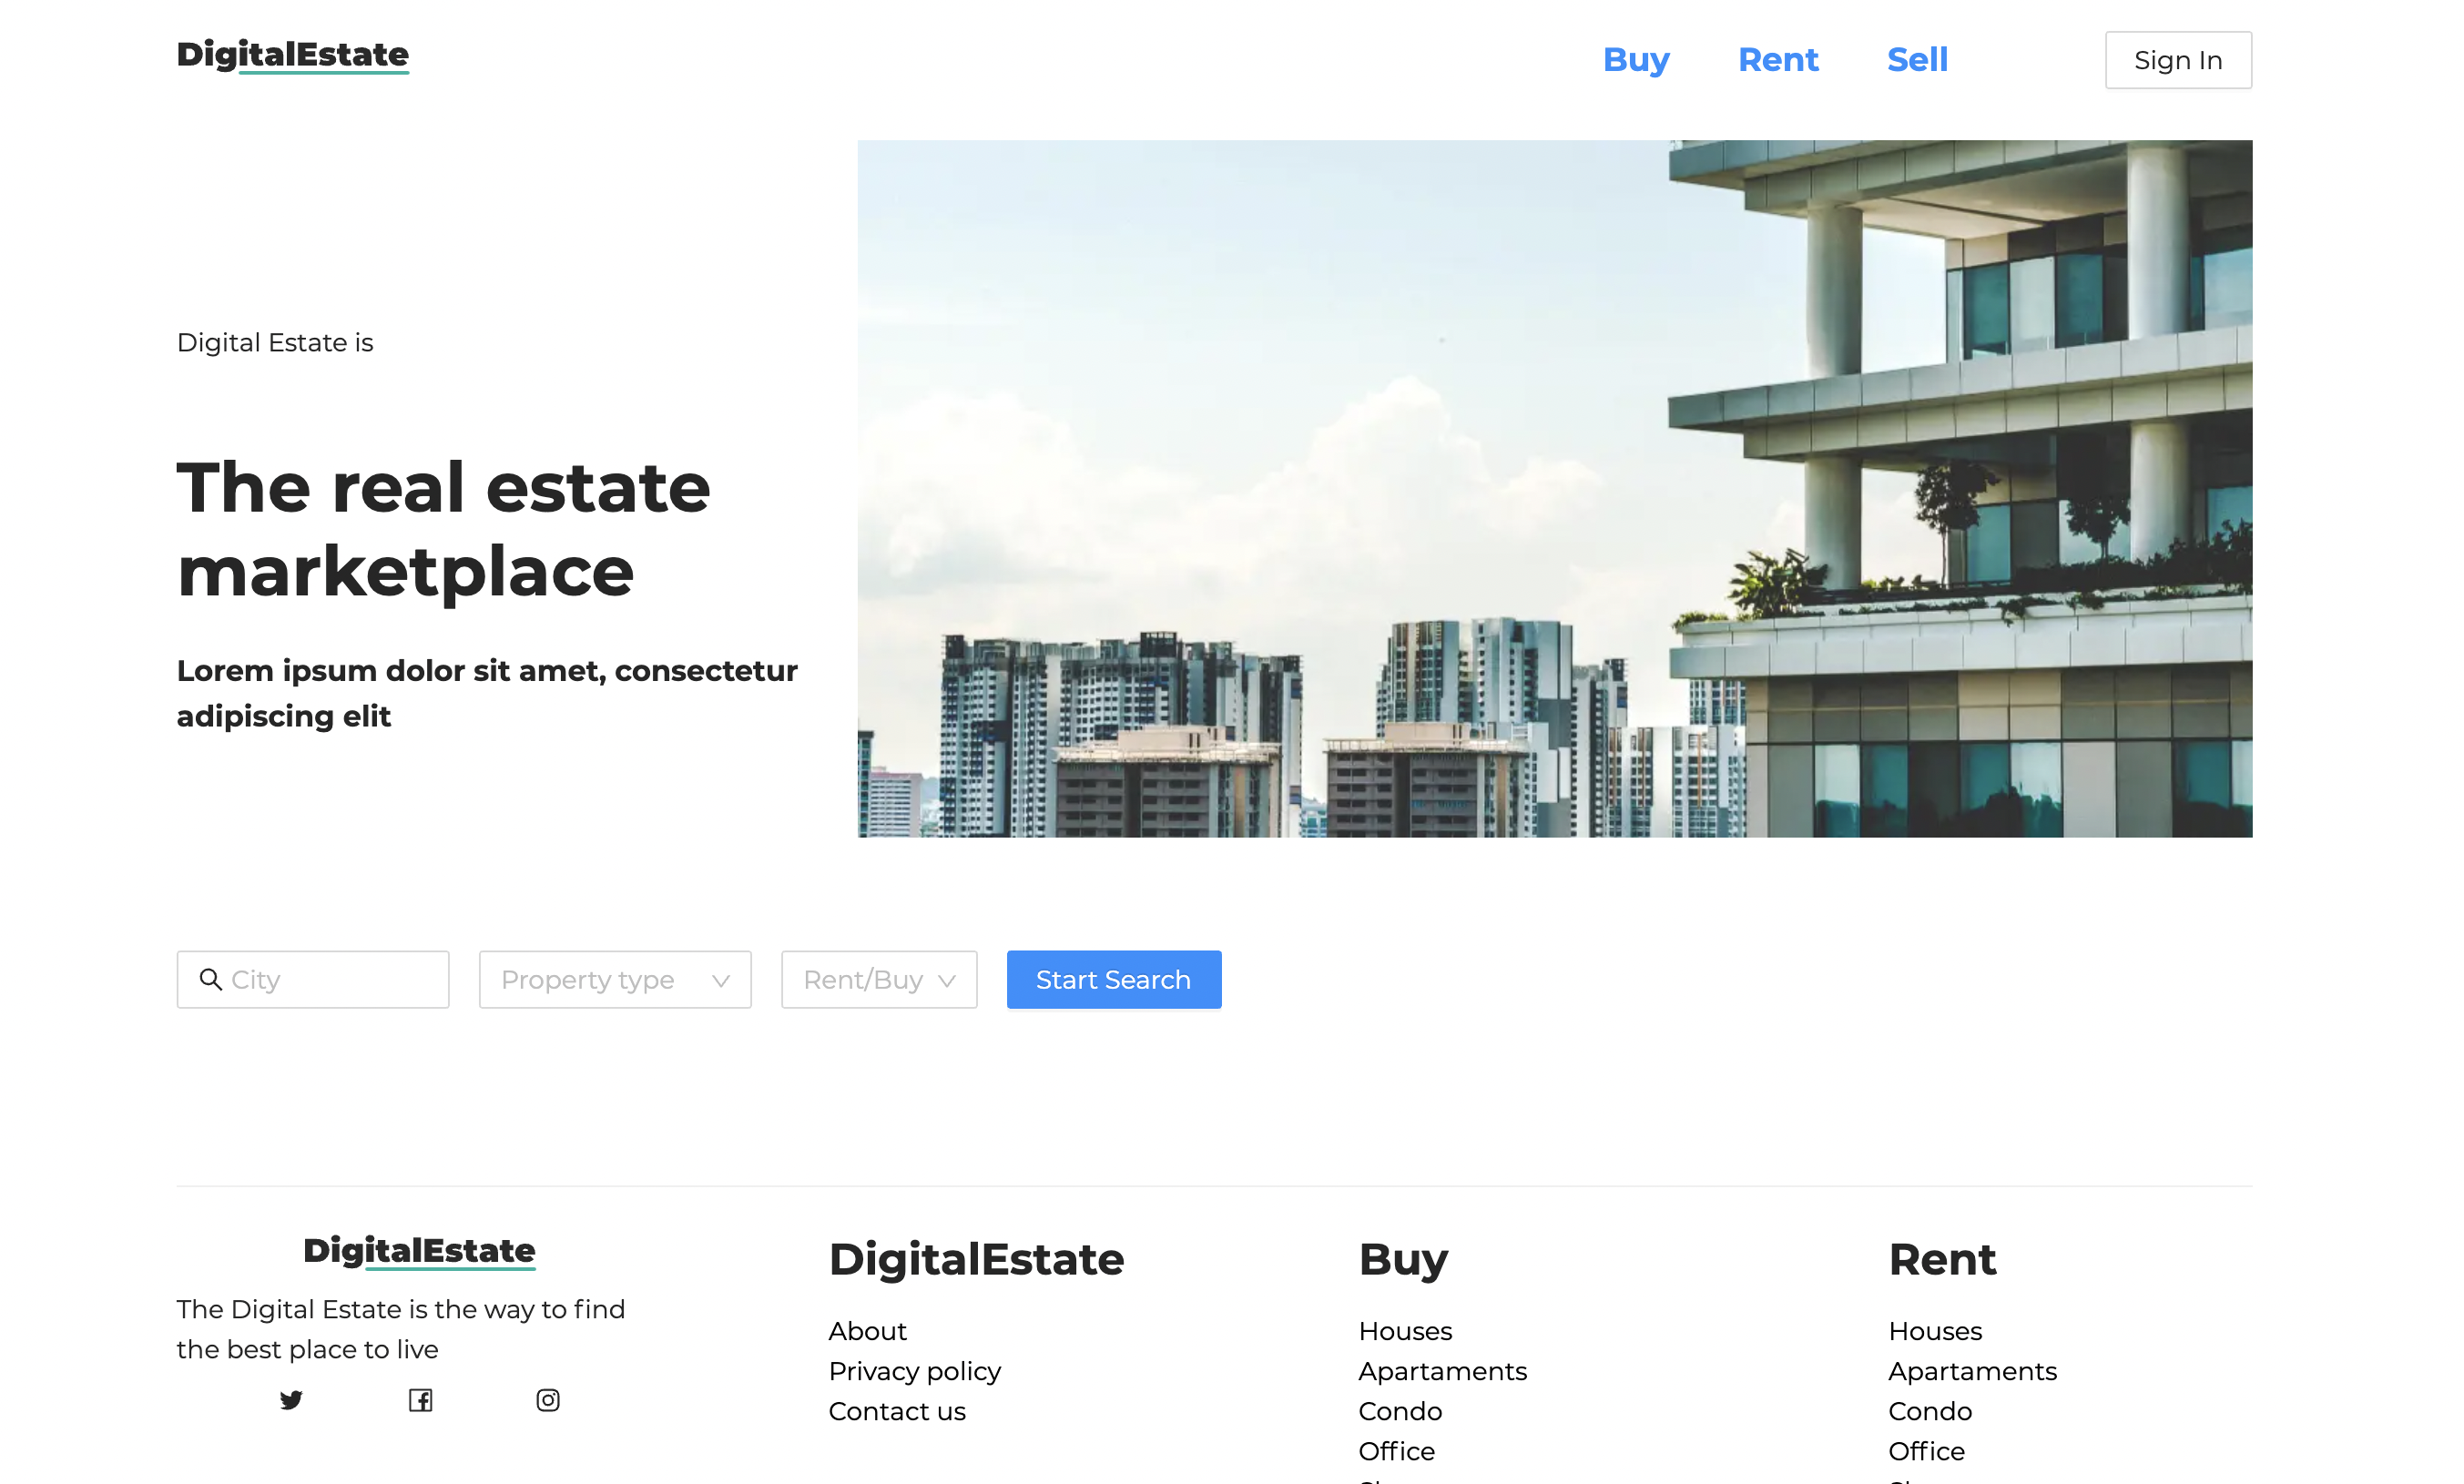 DigitalEstate
Buy Rent Sell Sign In
Digital Estate is
The real estate
marketplace
Lorem ipsum dolor sit amet, consectetur
adipiscing elit
City Property type Rent/Buy Start Search
DigitalEstate
The Digital Estate is the way to find
the best place to live
DigitalEstate
About
Privacy policy
Contact us
Buy
Houses
Apartaments
Condo
Office
Rent
Houses
Apartaments
Condo
Office